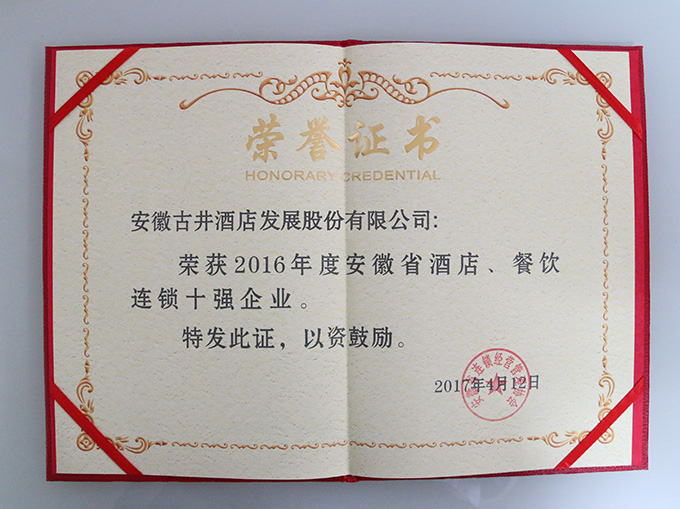 荣誉证书
HONORARY CREDENTIAL
安徽古井酒店发展股份有限公司:
荣获2016年度安徽省酒店、餐饮
连锁十强企业。
特发此证，以资鼓励。
2017年4月12日